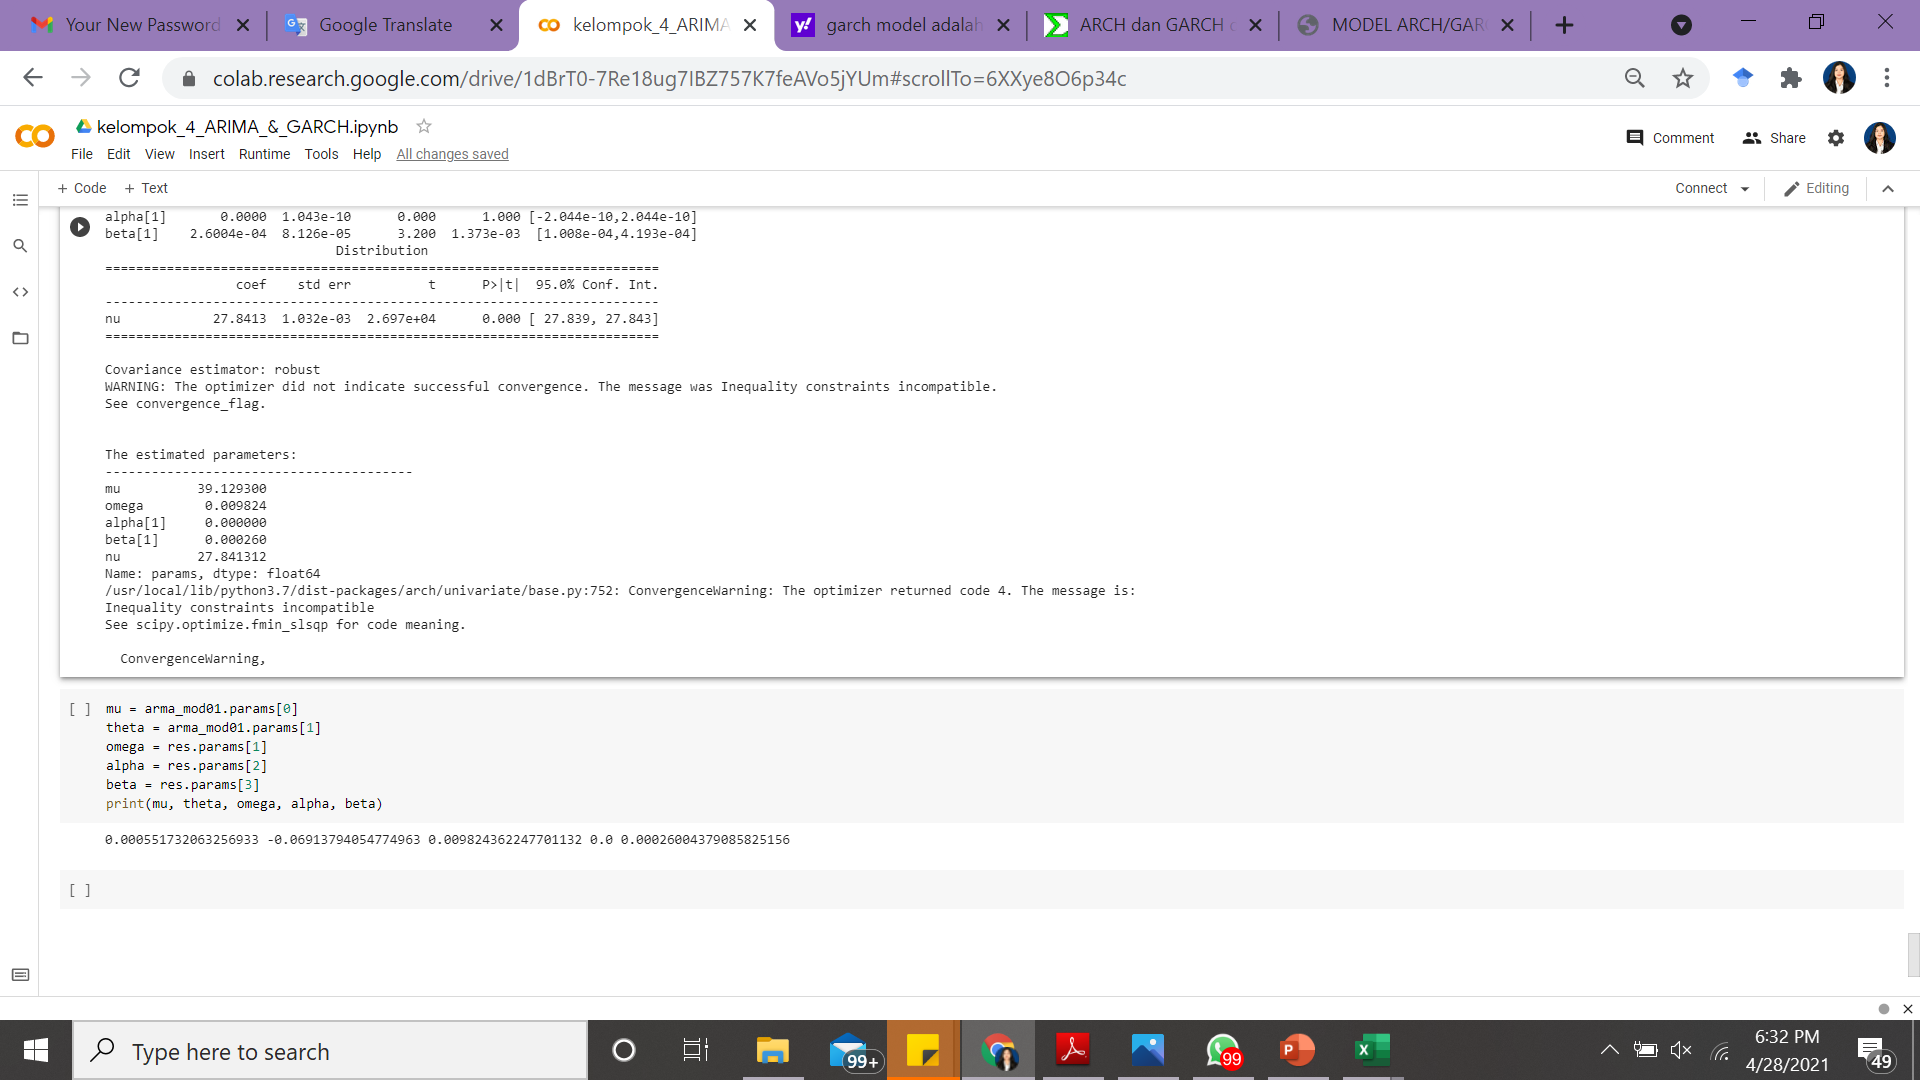 Your New Password
Google Translate
kelompok_4_ARIMA
garch model adalah
ARCH dan GARCH
MODEL ARCH/GAR
colab.research.google.com/drive/1dBrT0-7Re18ug7lBZ757K7feAVo5jYUm#scrollTo=6XXye8O6p34c
kelompok_4_ARIMA_&_GARCH.ipynb
Comment
Share
File Edit View Insert Runtime Tools Help All changes saved
+ Code + Text
Connect
Editing
alpha[1] 0.0000 1.043e-10 0.000 1.000 [-2.044e-10,2.044e-10]
beta[1] 2.6004e-04 8.126e-05 3.200 1.373e-03 [1.008e-04,4.193e-04]
Distribution
========================================================================
coef std err t P>|t| 95.0% Conf. Int.
------------------------------------------------------------------------
nu 27.8413 1.032e-03 2.697e+04 0.000 [ 27.839, 27.843]
========================================================================
Covariance estimator: robust
WARNING: The optimizer did not indicate successful convergence. The message was Inequality constraints incompatible.
See convergence_flag.
The estimated parameters:
----------------------------------------
mu 39.129300
omega 0.009824
alpha[1] 0.000000
beta[1] 0.000260
nu 27.841312
Name: params, dtype: float64
/usr/local/lib/python3.7/dist-packages/arch/univariate/base.py:752: ConvergenceWarning: The optimizer returned code 4. The message is:
Inequality constraints incompatible
See scipy.optimize.fmin_slsqp for code meaning.
ConvergenceWarning,
[ ] mu = arma_mod01.params[0]
theta = arma_mod01.params[1]
omega = res.params[1]
alpha = res.params[2]
beta = res.params[3]
print(mu, theta, omega, alpha, beta)
0.000551732063256933 -0.06913794054774963 0.009824362247701132 0.0 0.00026004379085825156
[ ]
Type here to search
99+
99
6:32 PM
4/28/2021
49